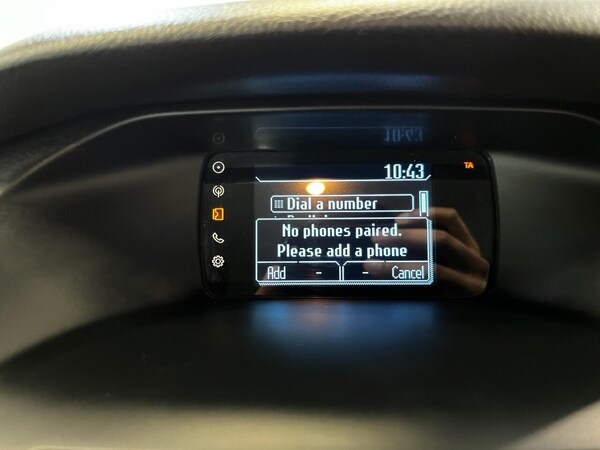 10:43
TA
Dial a number
No phones paired.
Please add a phone
Add - - Cancel